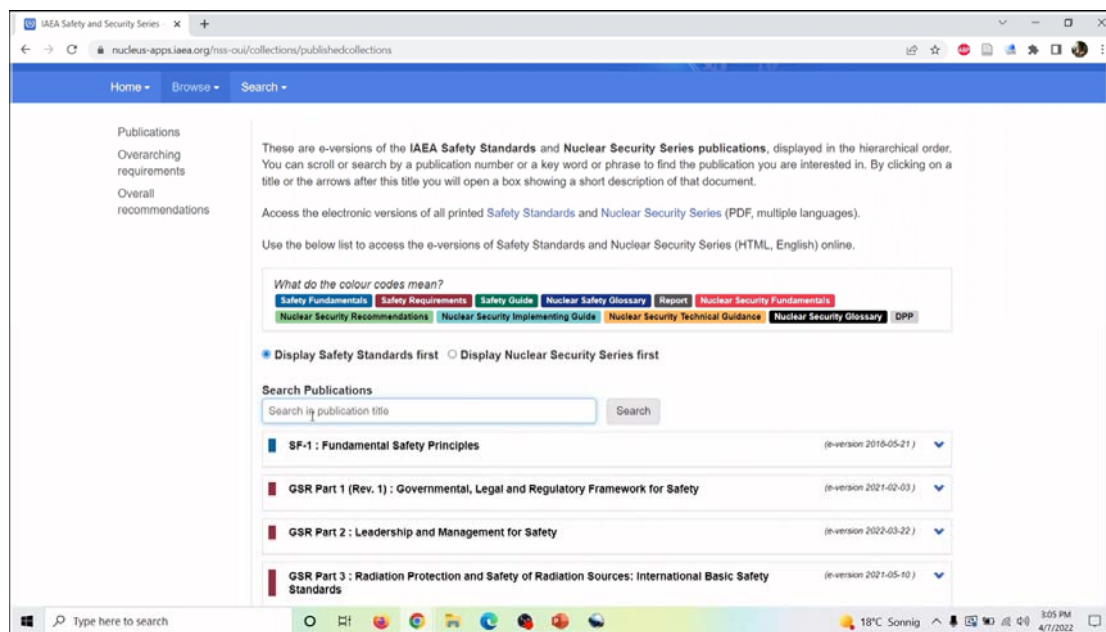 IAEA Safety and Security Series
nucleus-apps.iaea.org/nss-oui/collections/publishedcollections
Home Browse Search
Publications
Overarching
requirements
Overall
recommendations
These are e-versions of the IAEA Safety Standards and Nuclear Security Series publications, displayed in the hierarchical order.
You can scroll or search by a publication number or a key word or phrase to find the publication you are interested in. By clicking on a
title or the arrows after this title you will open a box showing a short description of that document.
Access the electronic versions of all printed Safety Standards and Nuclear Security Series (PDF, multiple languages).
Use the below list to access the e-versions of Safety Standards and Nuclear Security Series (HTML, English) online.
What do the colour codes mean?
Safety Fundamentals Safety Requirements Safety Guide Nuclear Safety Glossary Report Nuclear Security Fundamentals
Nuclear Security Recommendations Nuclear Security Implementing Guide Nuclear Security Technical Guidance Nuclear Security Glossary DPP
Display Safety Standards first Display Nuclear Security Series first
Search Publications
Search in publication title Search
SF-1 : Fundamental Safety Principles (e-version 2016-05-21 )
GSR Part 1 (Rev. 1) : Governmental, Legal and Regulatory Framework for Safety (e-version 2021-02-03 )
GSR Part 2 : Leadership and Management for Safety (e-version 2022-03-22 )
GSR Part 3 : Radiation Protection and Safety of Radiation Sources: International Basic Safety (e-version 2021-05-10 )
Standards
Type here to search 18°C Sonnig 3:05 PM
4/7/2022